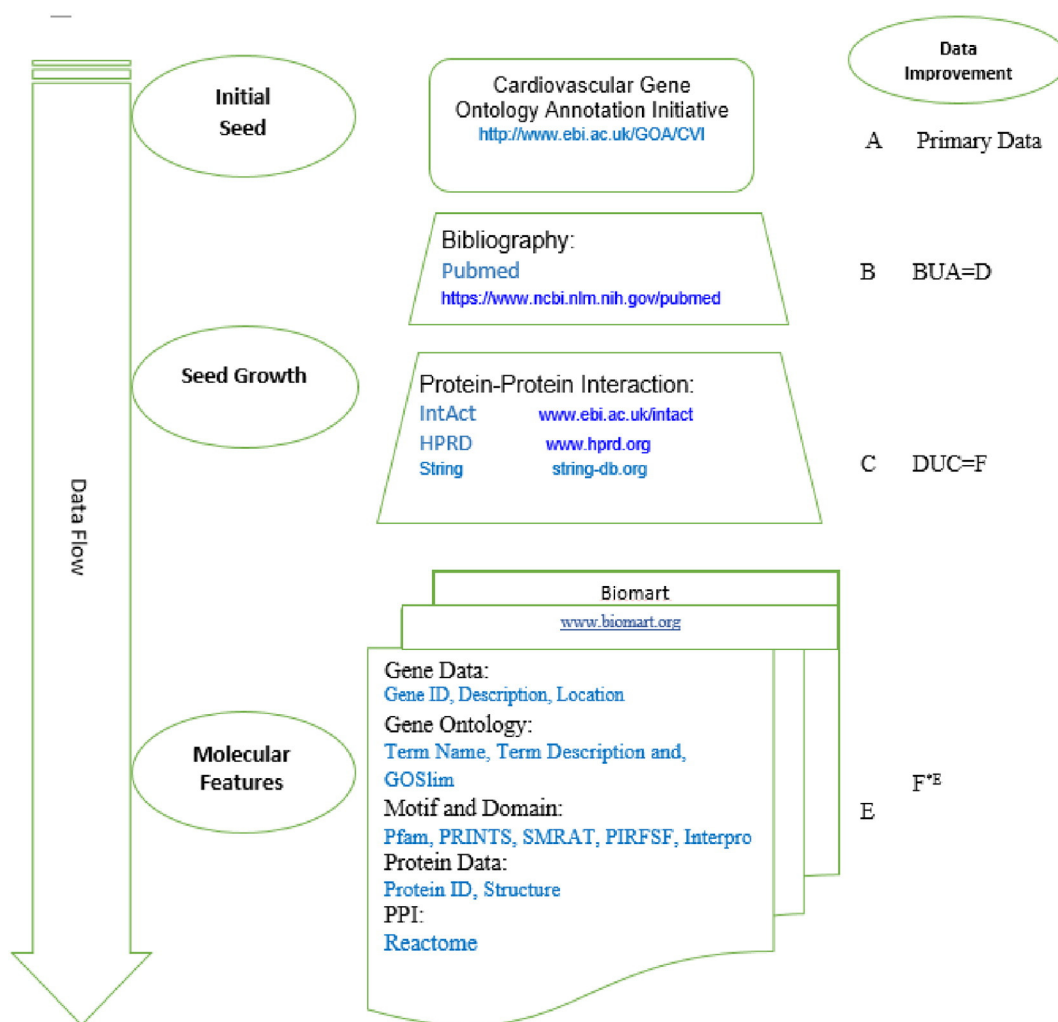 Data
Improvement
Initial
Seed
Cardiovascular Gene
Ontology Annotation Initiative
http://www.ebi.ac.uk/GOA/CVI
A Primary Data
Bibliography:
Pubmed
https://www.ncbi.nlm.nih.gov/pubmed
B BUA=D
Seed Growth
Protein-Protein Interaction:
IntAct www.ebi.ac.uk/intact
HPRD www.hprd.org
String string-db.org
C DUC=F
Data Flow
Biomart
www.biomart.org
Molecular
Features
Gene Data:
Gene ID, Description, Location
Gene Ontology:
Term Name, Term Description and,
GOSlim
Motif and Domain:
Pfam, PRINTS, SMRAT, PIRFSF, Interpro
Protein Data:
Protein ID, Structure
PPI:
Reactome
E F*E